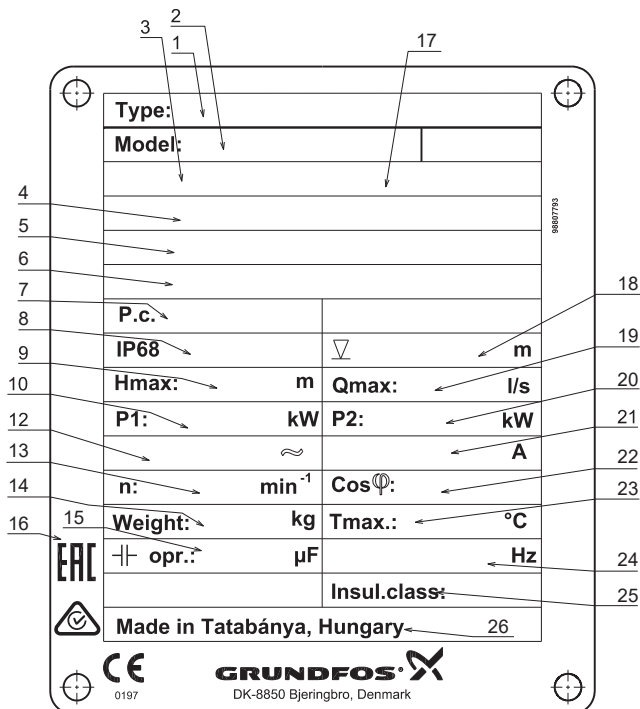 2
3
1
17
Type:
Model:
4
5
6
7
98807793
P.c.
8
IP68
m
18
9
Hmax: m
Qmax: l/s
19
10
P1: kW
P2: kW
20
12
A
21
13
n: min-1
Cosφ:
22
14
Weight: kg
Tmax.: °C
23
16
15
opr.: µF
Hz
24
EAC
Insul.class:
25
Made in Tatabánya, Hungary
26
CE
0197
GRUNDFOS
DK-8850 Bjeringbro, Denmark